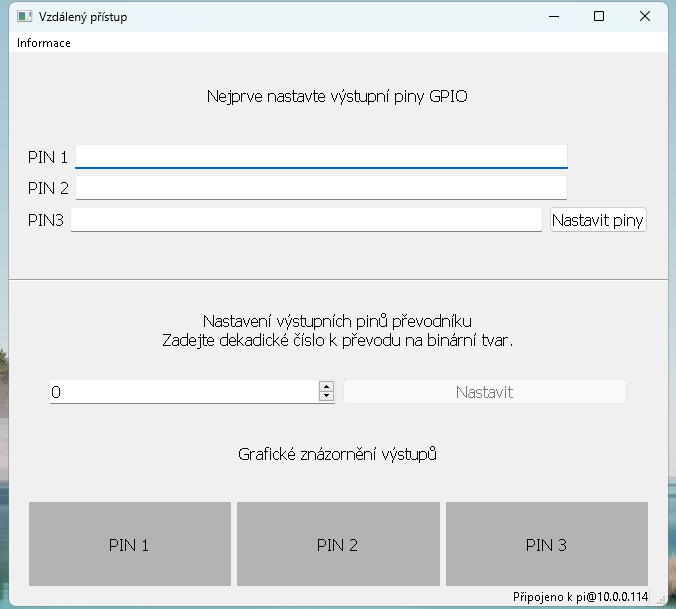 Vzdálený přístup
Informace
Nejprve nastavte výstupní piny GPIO
PIN 1
PIN 2
PIN3 Nastavit piny
Nastavení výstupních pinů převodníku
Zadejte dekadické číslo k převodu na binární tvar.
0 Nastavit
Grafické znázornění výstupů
PIN 1 PIN 2 PIN 3
Připojeno k pi@10.0.0.114